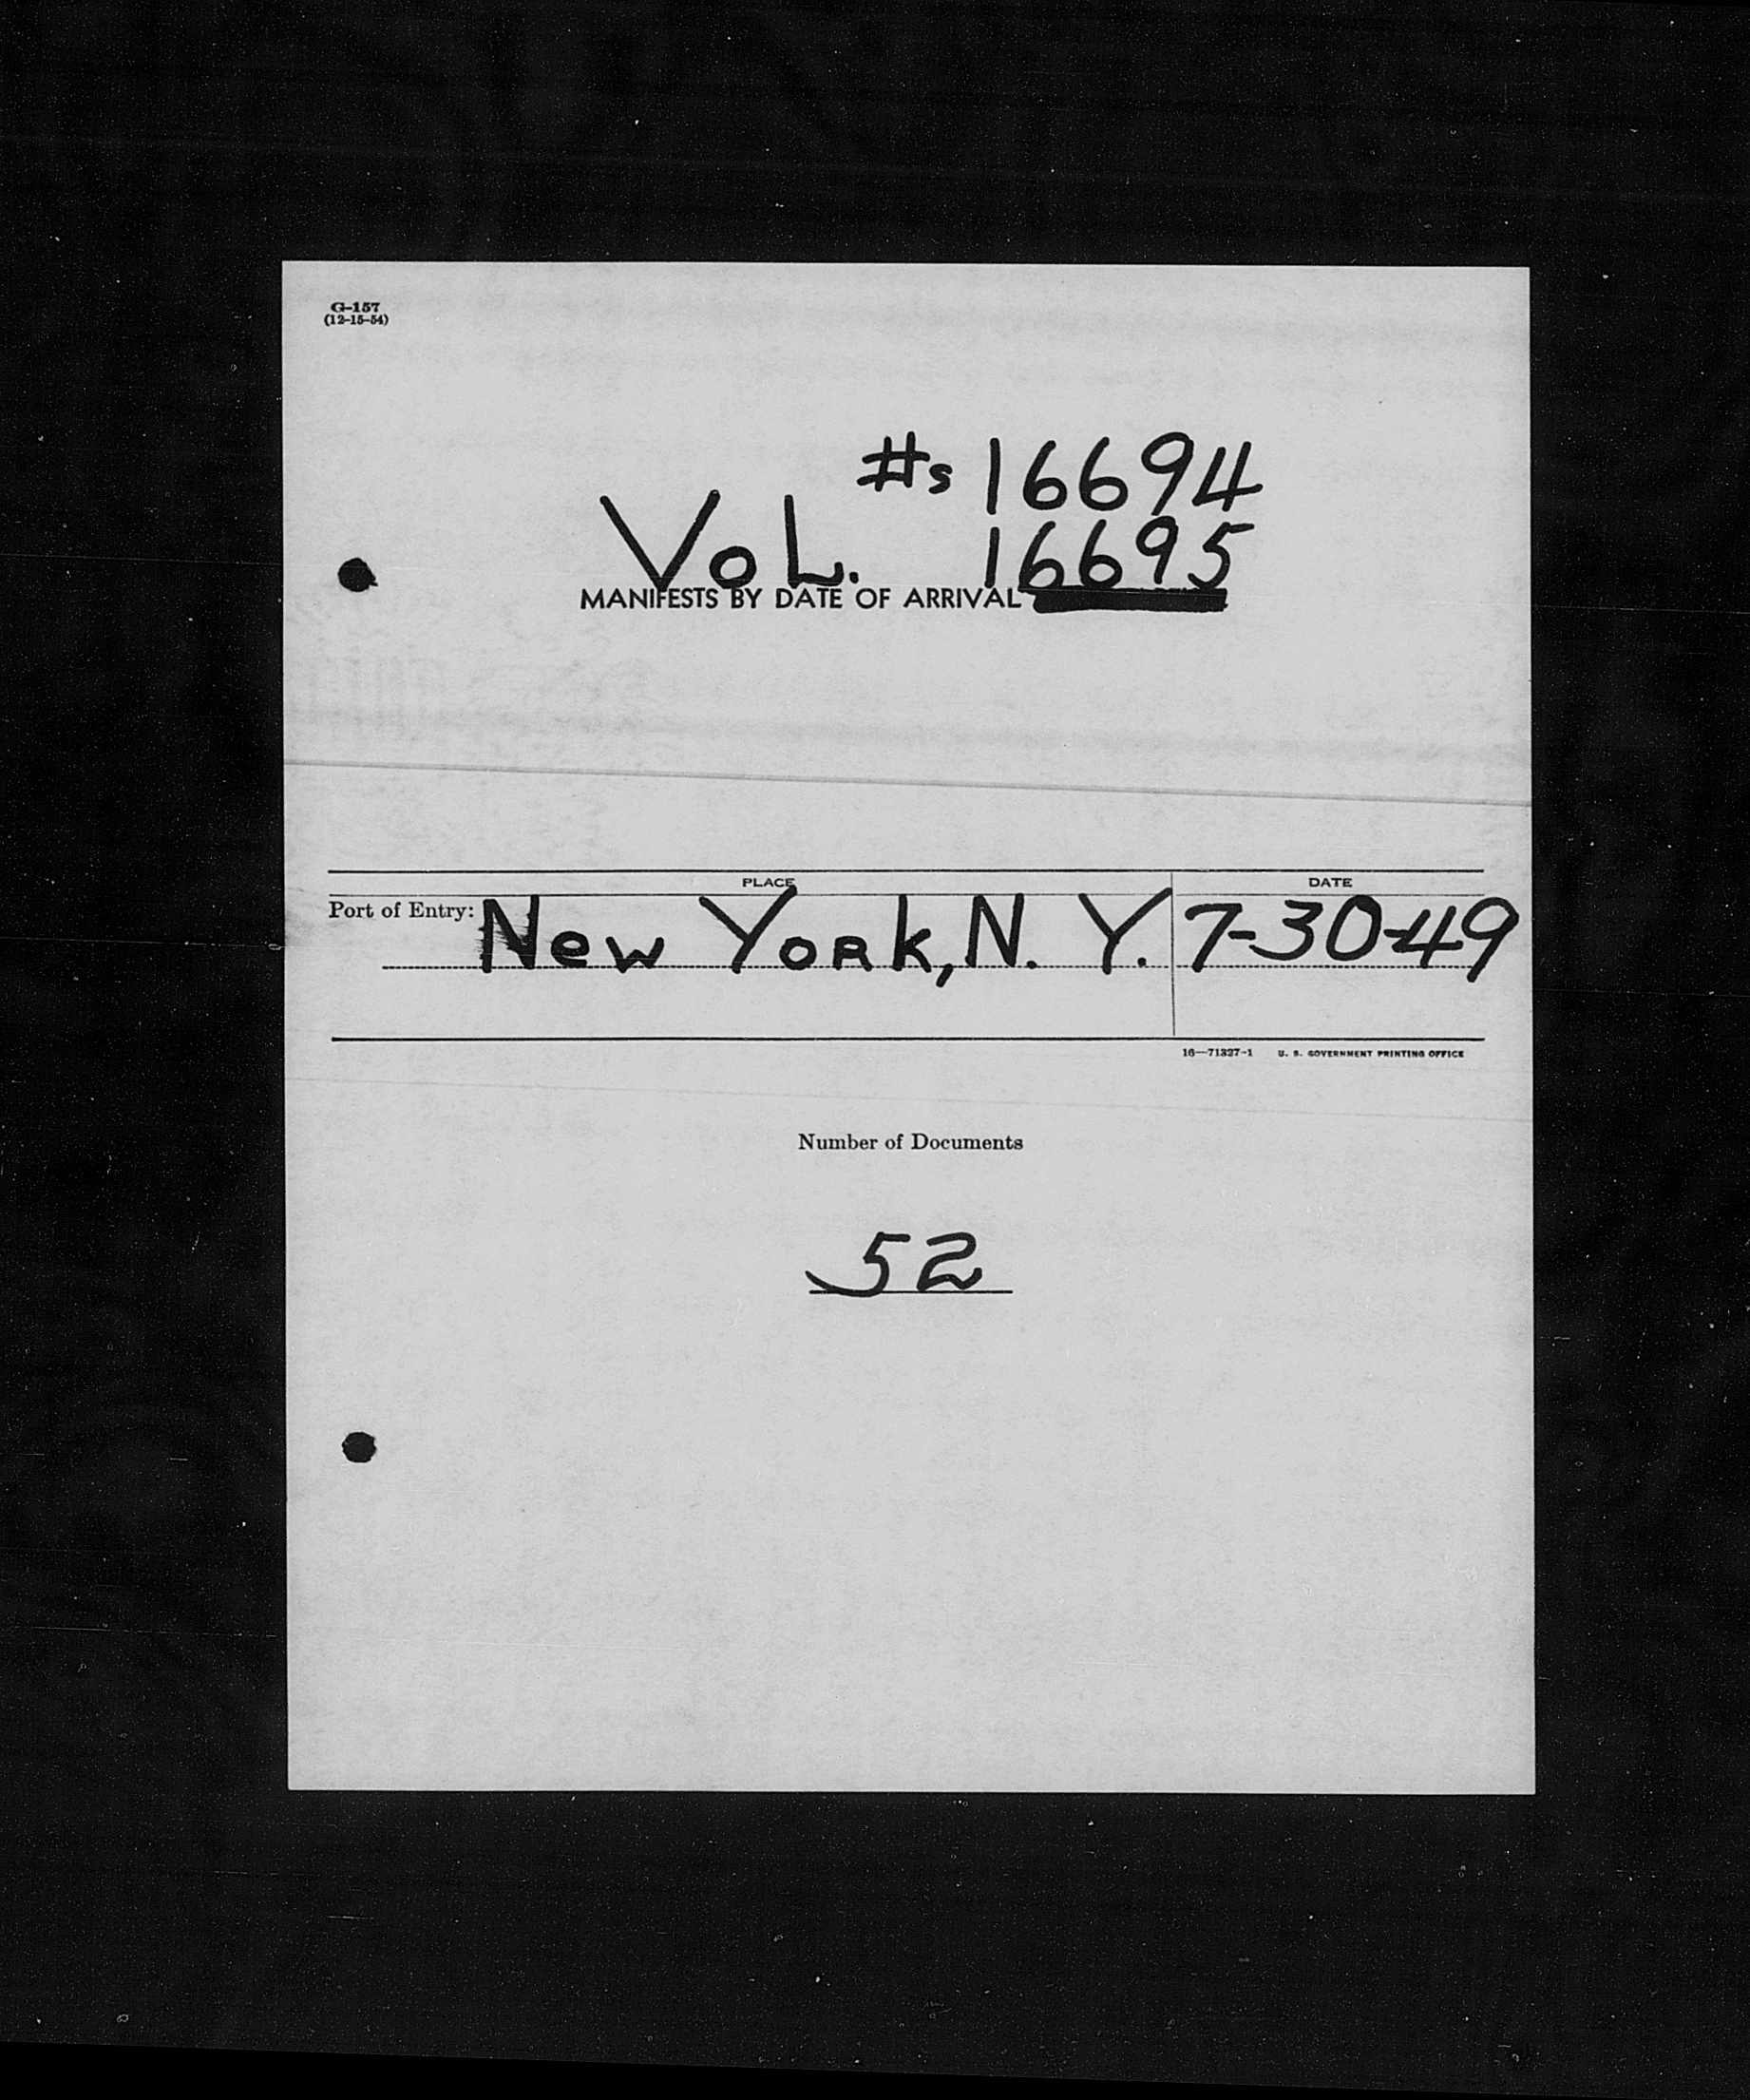 G-157
(12-15-54)
#s 16694
VOL. 16695
MANIFESTS BY DATE OF ARRIVAL
PLACE DATE
Port of Entry: New York, N. Y. 7-30-49
16—71327-1 U. S. GOVERNMENT PRINTING OFFICE
Number of Documents
52